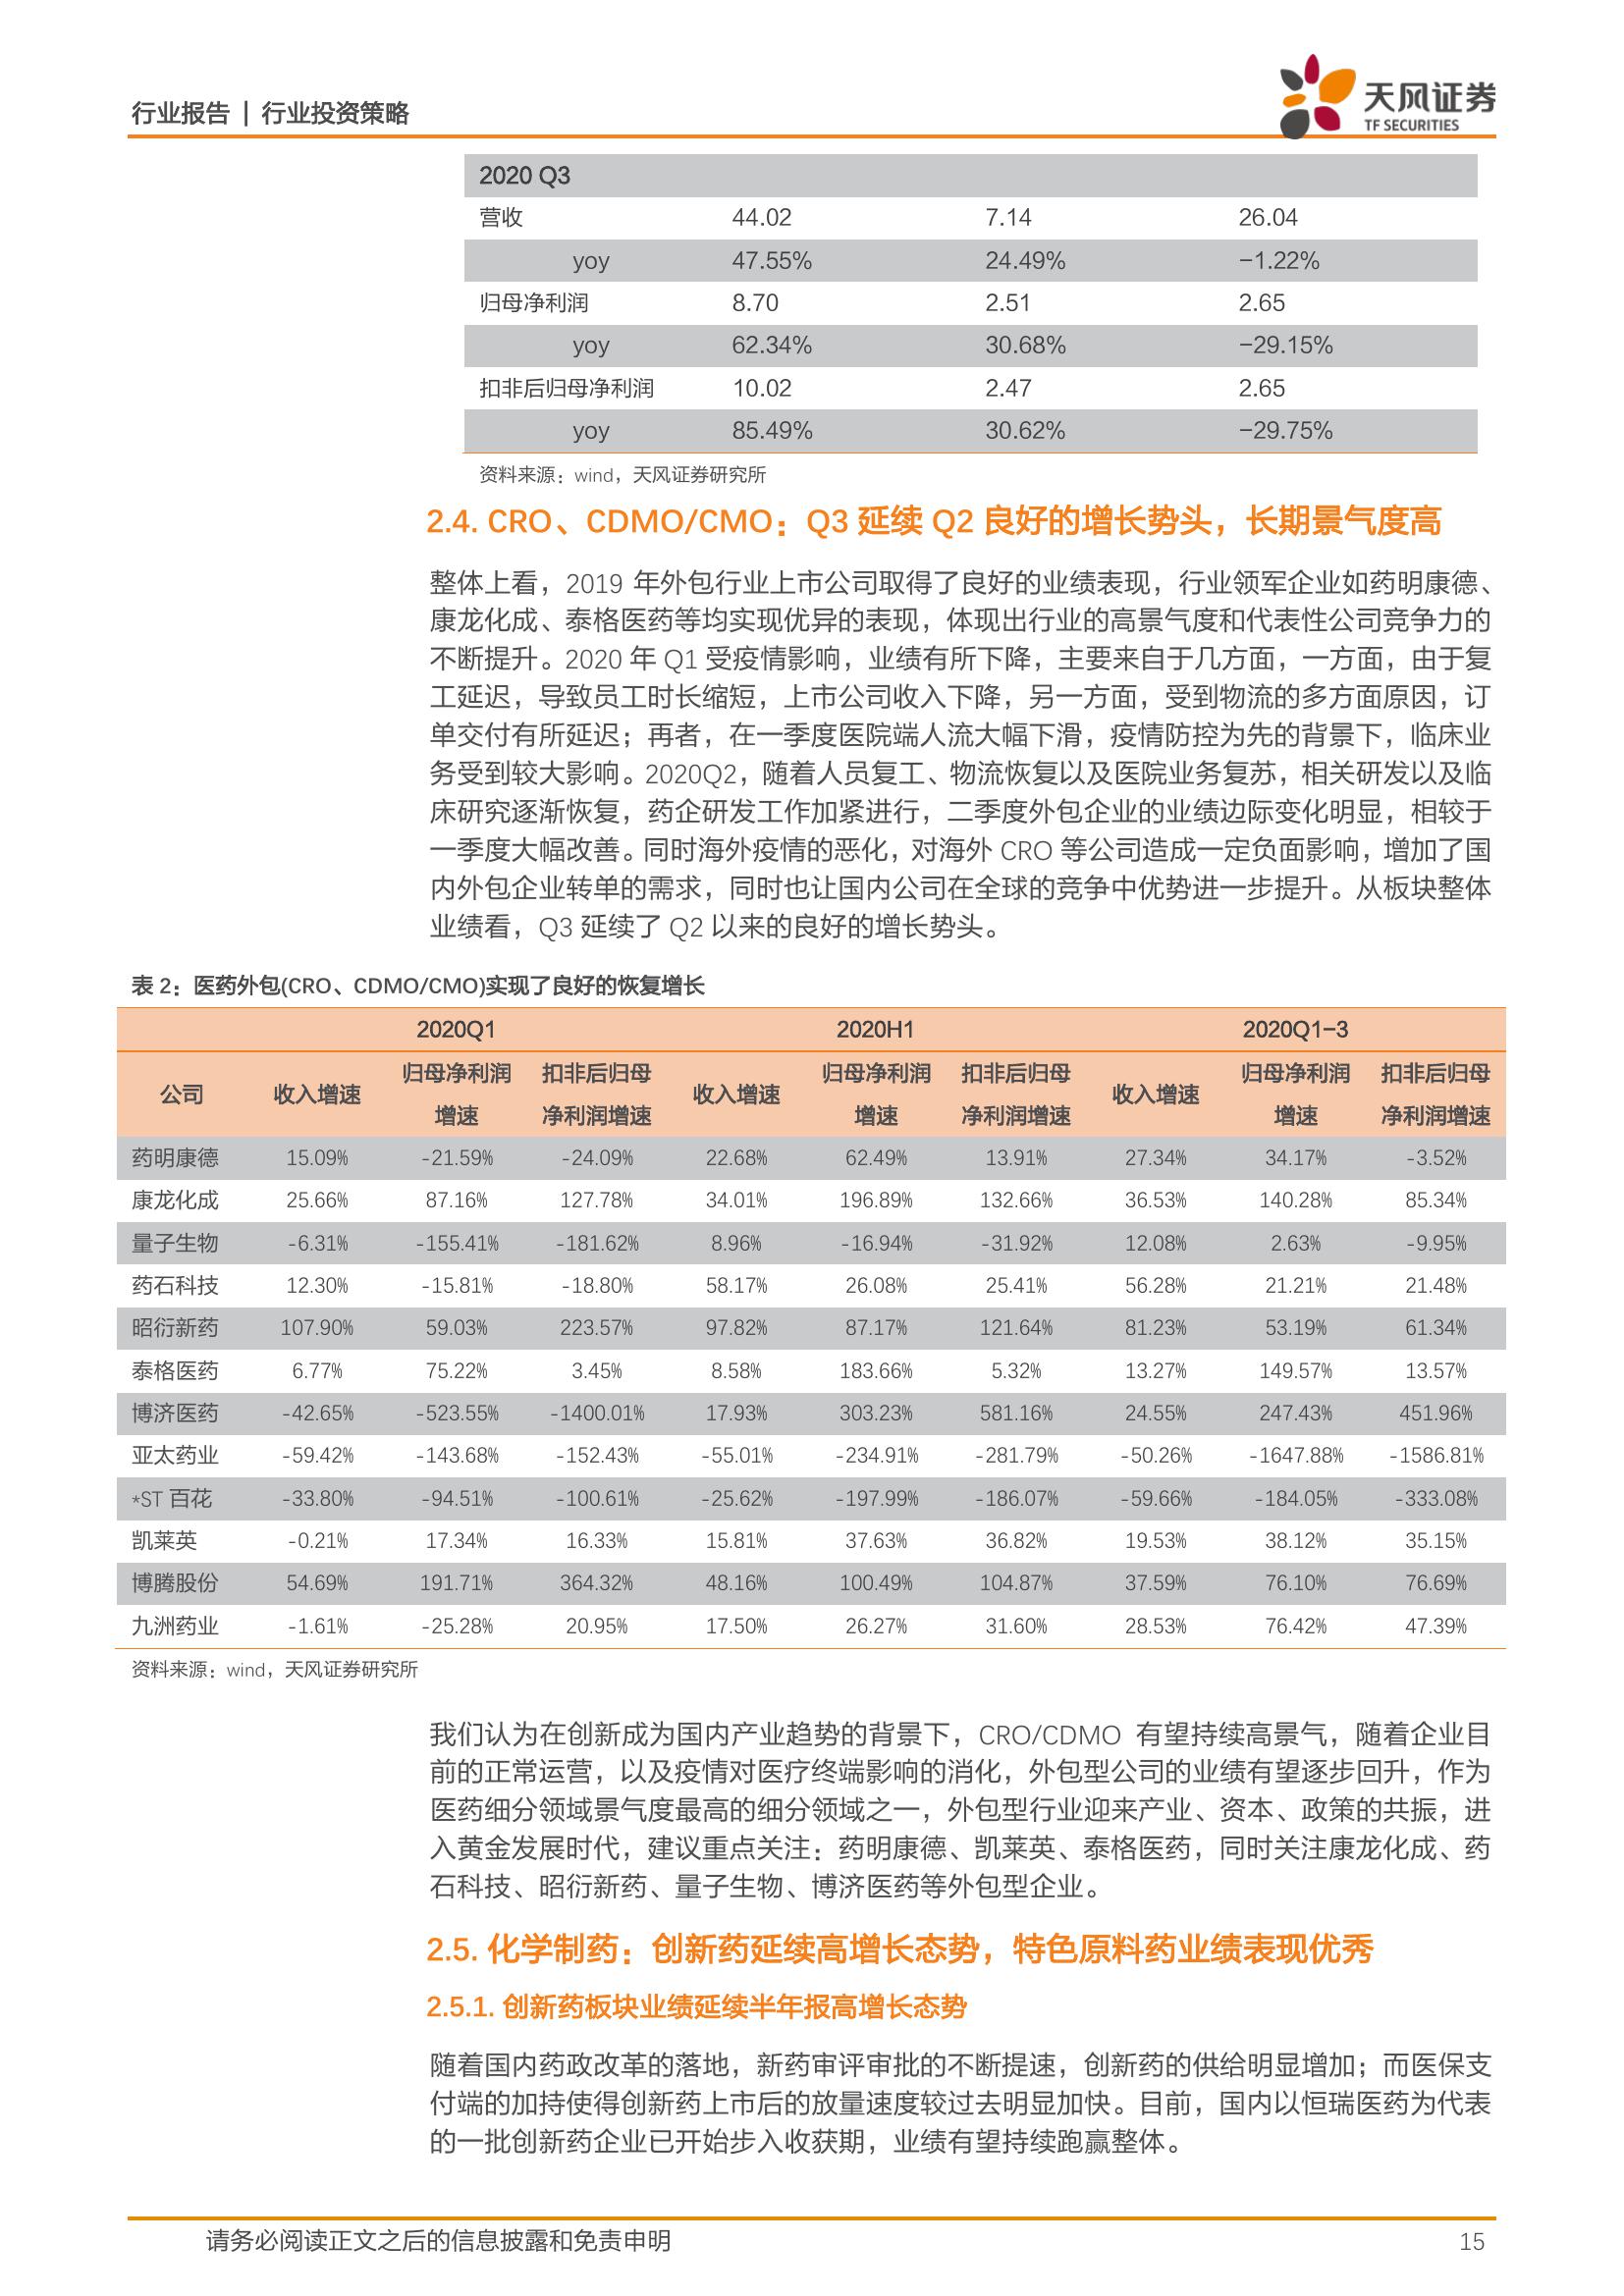 行业报告 | 行业投资策略
天风证券
TF SECURITIES
2020 Q3
营收 44.02 7.14 26.04
yoy 47.55% 24.49% -1.22%
归母净利润 8.70 2.51 2.65
yoy 62.34% 30.68% -29.15%
扣非后归母净利润 10.02 2.47 2.65
yoy 85.49% 30.62% -29.75%
资料来源：wind，天风证券研究所
2.4. CRO、CDMO/CMO：Q3 延续 Q2 良好的增长势头，长期景气度高
整体上看，2019 年外包行业上市公司取得了良好的业绩表现，行业领军企业如药明康德、
康龙化成、泰格医药等均实现优异的表现，体现出行业的高景气度和代表性公司竞争力的
不断提升。2020 年 Q1 受疫情影响，业绩有所下降，主要来自于几方面，一方面，由于复
工延迟，导致员工时长缩短，上市公司收入下降，另一方面，受到物流的多方面原因，订
单交付有所延迟；再者，在一季度医院端人流大幅下滑，疫情防控为先的背景下，临床业
务受到较大影响。2020Q2，随着人员复工、物流恢复以及医院业务复苏，相关研发以及临
床研究逐渐恢复，药企研发工作加紧进行，二季度外包企业的业绩边际变化明显，相较于
一季度大幅改善。同时海外疫情的恶化，对海外 CRO 等公司造成一定负面影响，增加了国
内外包企业转单的需求，同时也让国内公司在全球的竞争中优势进一步提升。从板块整体
业绩看，Q3 延续了 Q2 以来的良好的增长势头。
表 2：医药外包(CRO、CDMO/CMO)实现了良好的恢复增长
2020Q1 2020H1 2020Q1-3
公司 收入增速 归母净利润增速 扣非后归母净利润增速 收入增速 归母净利润增速 扣非后归母净利润增速 收入增速 归母净利润增速 扣非后归母净利润增速
药明康德 15.09% -21.59% -24.09% 22.68% 62.49% 13.91% 27.34% 34.17% -3.52%
康龙化成 25.66% 87.16% 127.78% 34.01% 196.89% 132.66% 36.53% 140.28% 85.34%
量子生物 -6.31% -155.41% -181.62% 8.96% -16.94% -31.92% 12.08% 2.63% -9.95%
药石科技 12.30% -15.81% -18.80% 58.17% 26.08% 25.41% 56.28% 21.21% 21.48%
昭衍新药 107.90% 59.03% 223.57% 97.82% 87.17% 121.64% 81.23% 53.19% 61.34%
泰格医药 6.77% 75.22% 3.45% 8.58% 183.66% 5.32% 13.27% 149.57% 13.57%
博济医药 -42.65% -523.55% -1400.01% 17.93% 303.23% 581.16% 24.55% 247.43% 451.96%
亚太药业 -59.42% -143.68% -152.43% -55.01% -234.91% -281.79% -50.26% -1647.88% -1586.81%
*ST 百花 -33.80% -94.51% -100.61% -25.62% -197.99% -186.07% -59.66% -184.05% -333.08%
凯莱英 -0.21% 17.34% 16.33% 15.81% 37.63% 36.82% 19.53% 38.12% 35.15%
博腾股份 54.69% 191.71% 364.32% 48.16% 100.49% 104.87% 37.59% 76.10% 76.69%
九洲药业 -1.61% -25.28% 20.95% 17.50% 26.27% 31.60% 28.53% 76.42% 47.39%
资料来源：wind，天风证券研究所
我们认为在创新成为国内产业趋势的背景下，CRO/CDMO 有望持续高景气，随着企业目
前的正常运营，以及疫情对医疗终端影响的消化，外包型公司的业绩有望逐步回升，作为
医药细分领域景气度最高的细分领域之一，外包型行业迎来产业、资本、政策的共振，进
入黄金发展时代，建议重点关注：药明康德、凯莱英、泰格医药，同时关注康龙化成、药
石科技、昭衍新药、量子生物、博济医药等外包型企业。
2.5. 化学制药：创新药延续高增长态势，特色原料药业绩表现优秀
2.5.1. 创新药板块业绩延续半年报高增长态势
随着国内药政改革的落地，新药审评审批的不断提速，创新药的供给明显增加；而医保支
付端的加持使得创新药上市后的放量速度较过去明显加快。目前，国内以恒瑞医药为代表
的一批创新药企业已开始步入收获期，业绩有望持续跑赢整体。
请务必阅读正文之后的信息披露和免责申明 15